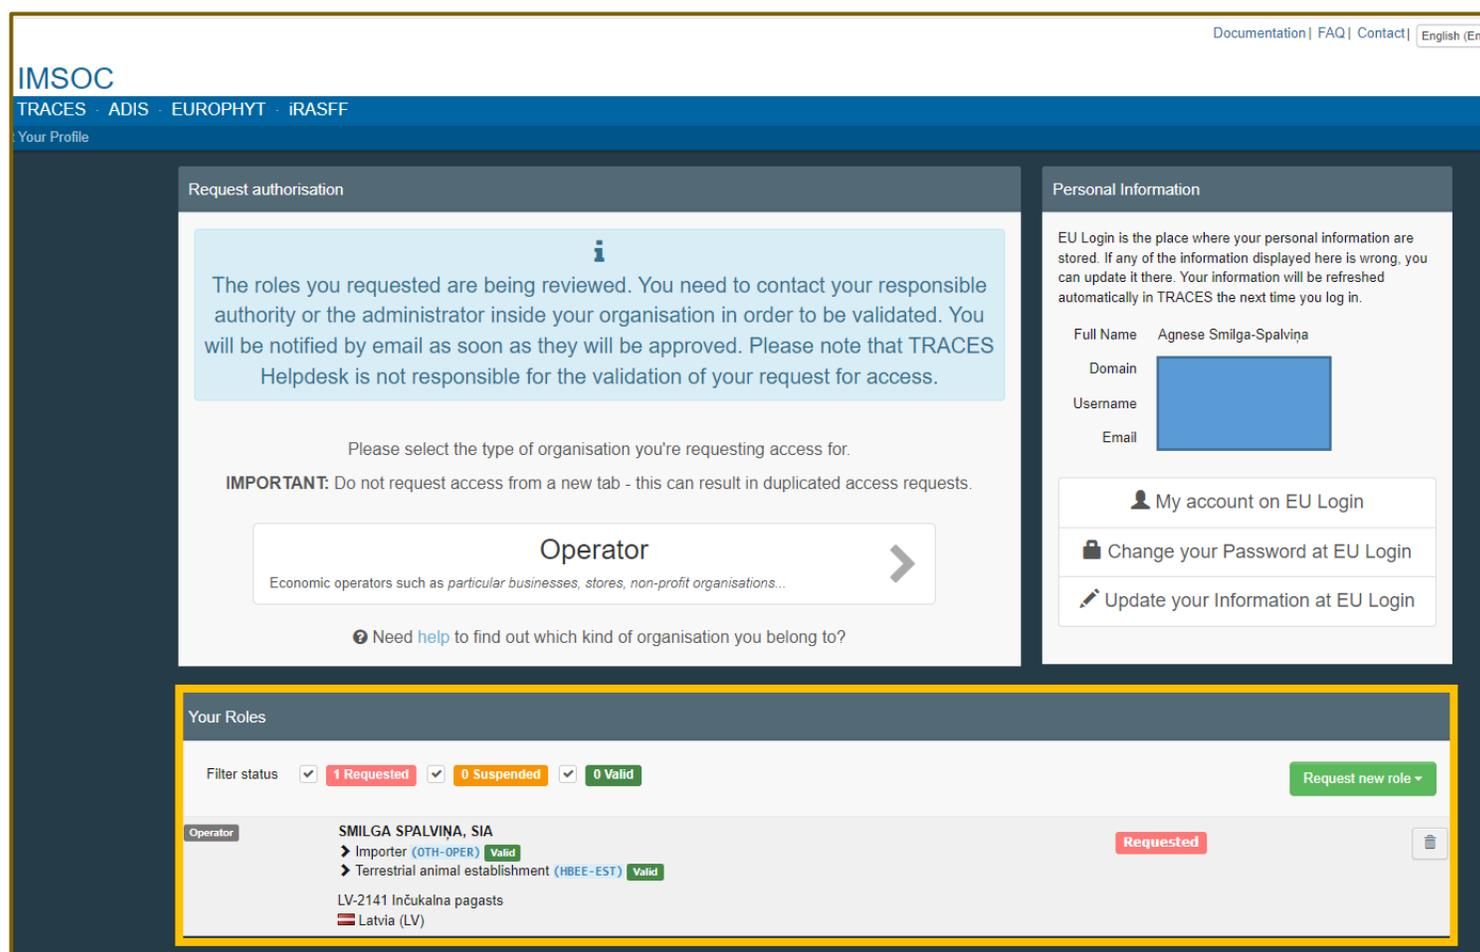 Documentation | FAQ | Contact | English (En
IMSOC
TRACES · ADIS · EUROPHYT · iRASFF
Your Profile
Request authorisation
The roles you requested are being reviewed. You need to contact your responsible
authority or the administrator inside your organisation in order to be validated. You
will be notified by email as soon as they will be approved. Please note that TRACES
Helpdesk is not responsible for the validation of your request for access.
Please select the type of organisation you're requesting access for.
IMPORTANT: Do not request access from a new tab - this can result in duplicated access requests.
Operator
Economic operators such as particular businesses, stores, non-profit organisations...
Need help to find out which kind of organisation you belong to?
Personal Information
EU Login is the place where your personal information are
stored. If any of the information displayed here is wrong, you
can update it there. Your information will be refreshed
automatically in TRACES the next time you log in.
Full Name Agnese Smilga-Spalviņa
Domain
Username
Email
My account on EU Login
Change your Password at EU Login
Update your Information at EU Login
Your Roles
Filter status 1 Requested 0 Suspended 0 Valid Request new role
Operator SMILGA SPALVIŅA, SIA
Importer (OTH-OPER) Valid Requested
Terrestrial animal establishment (HBEE-EST) Valid
LV-2141 Inčukalna pagasts
Latvia (LV)